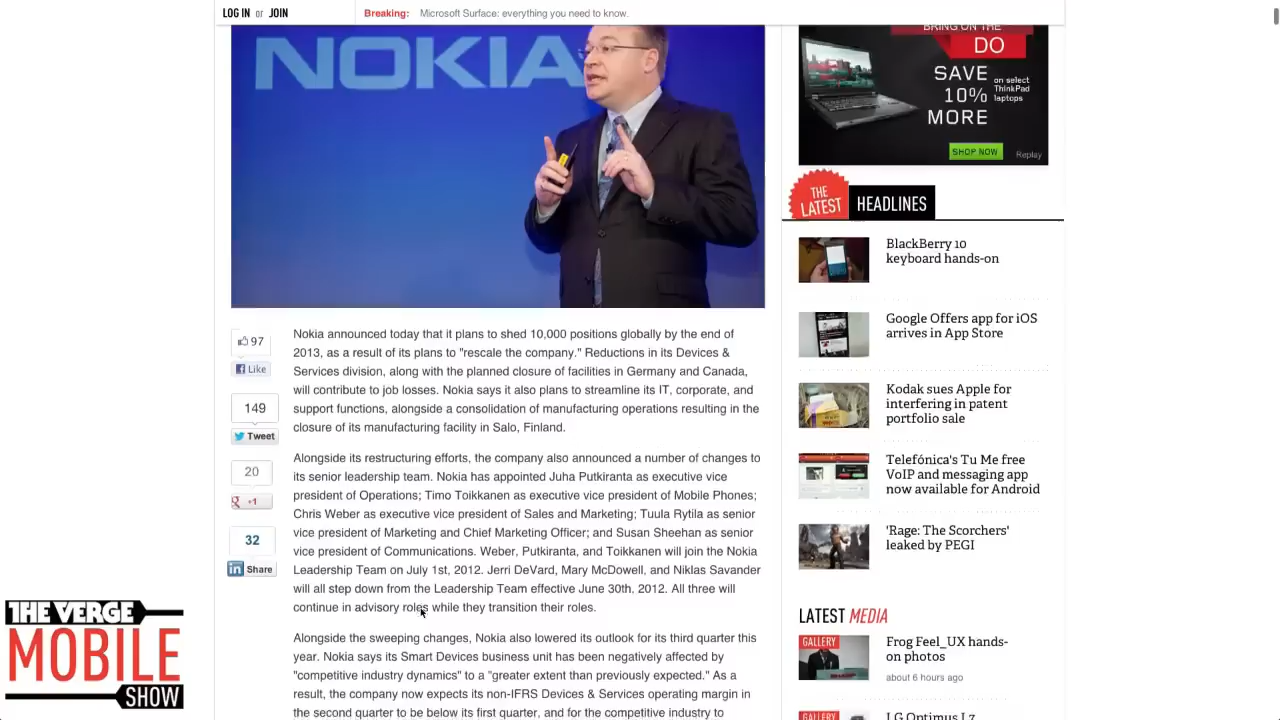 LOG IN or JOIN
Breaking: Microsoft Surface: everything you need to know.
NOKIA
BRING ON THE
DO
SAVE
10%
MORE
on select
ThinkPad
laptops
SHOP NOW
Replay
THE
LATEST
HEADLINES
BlackBerry 10
keyboard hands-on
Google Offers app for iOS
arrives in App Store
Kodak sues Apple for
interfering in patent
portfolio sale
Telefónica's Tu Me free
VoIP and messaging app
now available for Android
'Rage: The Scorchers'
leaked by PEGI
LATEST MEDIA
GALLERY
Frog Feel_UX hands-
on photos
about 6 hours ago
GALLERY
LG Optimus L7
97
Like
149
Tweet
20
+1
32
in Share
Nokia announced today that it plans to shed 10,000 positions globally by the end of
2013, as a result of its plans to "rescale the company." Reductions in its Devices &
Services division, along with the planned closure of facilities in Germany and Canada,
will contribute to job losses. Nokia says it also plans to streamline its IT, corporate, and
support functions, alongside a consolidation of manufacturing operations resulting in the
closure of its manufacturing facility in Salo, Finland.
Alongside its restructuring efforts, the company also announced a number of changes to
its senior leadership team. Nokia has appointed Juha Putkiranta as executive vice
president of Operations; Timo Toikkanen as executive vice president of Mobile Phones;
Chris Weber as executive vice president of Sales and Marketing; Tuula Rytila as senior
vice president of Marketing and Chief Marketing Officer; and Susan Sheehan as senior
vice president of Communications. Weber, Putkiranta, and Toikkanen will join the Nokia
Leadership Team on July 1st, 2012. Jerri DeVard, Mary McDowell, and Niklas Savander
will all step down from the Leadership Team effective June 30th, 2012. All three will
continue in advisory roles while they transition their roles.
Alongside the sweeping changes, Nokia also lowered its outlook for its third quarter this
year. Nokia says its Smart Devices business unit has been negatively affected by
"competitive industry dynamics" to a "greater extent than previously expected." As a
result, the company now expects its non-IFRS Devices & Services operating margin in
the second quarter to be below its first quarter, and for the competitive industry to
THE VERGE
MOBILE
SHOW